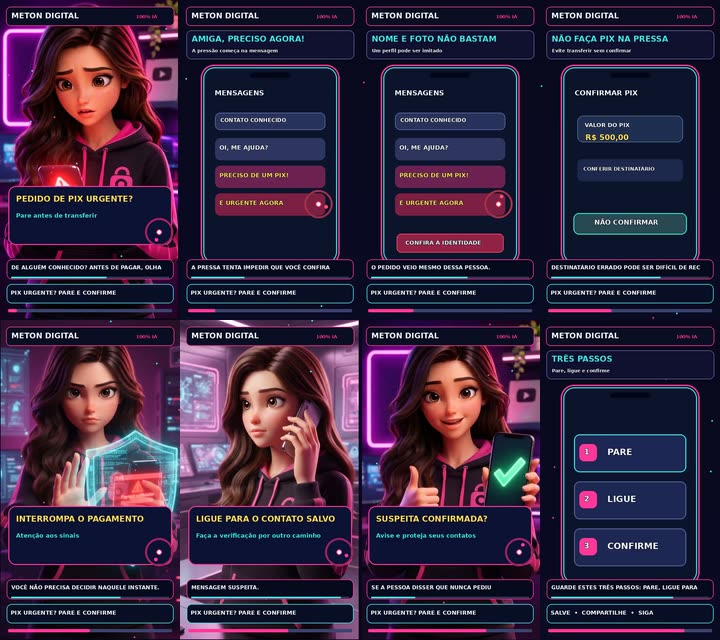 METON DIGITAL
100% IA
PEDIDO DE PIX URGENTE?
Pare antes de transferir
DE ALGUÉM CONHECIDO? ANTES DE PAGAR, OLHA
PIX URGENTE? PARE E CONFIRME
METON DIGITAL
100% IA
AMIGA, PRECISO AGORA!
A pressão começa na mensagem
MENSAGENS
CONTATO CONHECIDO
OI, ME AJUDA?
PRECISO DE UM PIX!
É URGENTE AGORA
A PRESSA TENTA IMPEDIR QUE VOCÊ CONFIRA
PIX URGENTE? PARE E CONFIRME
METON DIGITAL
100% IA
NOME E FOTO NÃO BASTAM
Um perfil pode ser imitado
MENSAGENS
CONTATO CONHECIDO
OI, ME AJUDA?
PRECISO DE UM PIX!
É URGENTE AGORA
CONFIRA A IDENTIDADE
O PEDIDO VEIO MESMO DESSA PESSOA.
PIX URGENTE? PARE E CONFIRME
METON DIGITAL
100% IA
NÃO FAÇA PIX NA PRESSA
Evite transferir sem confirmar
CONFIRMAR PIX
VALOR DO PIX
R$ 500,00
CONFERIR DESTINATÁRIO
NÃO CONFIRMAR
DESTINATÁRIO ERRADO PODE SER DIFÍCIL DE REC
PIX URGENTE? PARE E CONFIRME
METON DIGITAL
100% IA
INTERROMPA O PAGAMENTO
Atenção aos sinais
VOCÊ NÃO PRECISA DECIDIR NAQUELE INSTANTE.
PIX URGENTE? PARE E CONFIRME
METON DIGITAL
100% IA
LIGUE PARA O CONTATO SALVO
Faça a verificação por outro caminho
MENSAGEM SUSPEITA.
PIX URGENTE? PARE E CONFIRME
METON DIGITAL
100% IA
SUSPEITA CONFIRMADA?
Avise e proteja seus contatos
SE A PESSOA DISSER QUE NUNCA PEDIU
PIX URGENTE? PARE E CONFIRME
METON DIGITAL
100% IA
TRÊS PASSOS
Pare, ligue e confirme
1 PARE
2 LIGUE
3 CONFIRME
GUARDE ESTES TRÊS PASSOS: PARE, LIGUE PARA
SALVE • COMPARTILHE • SIGA